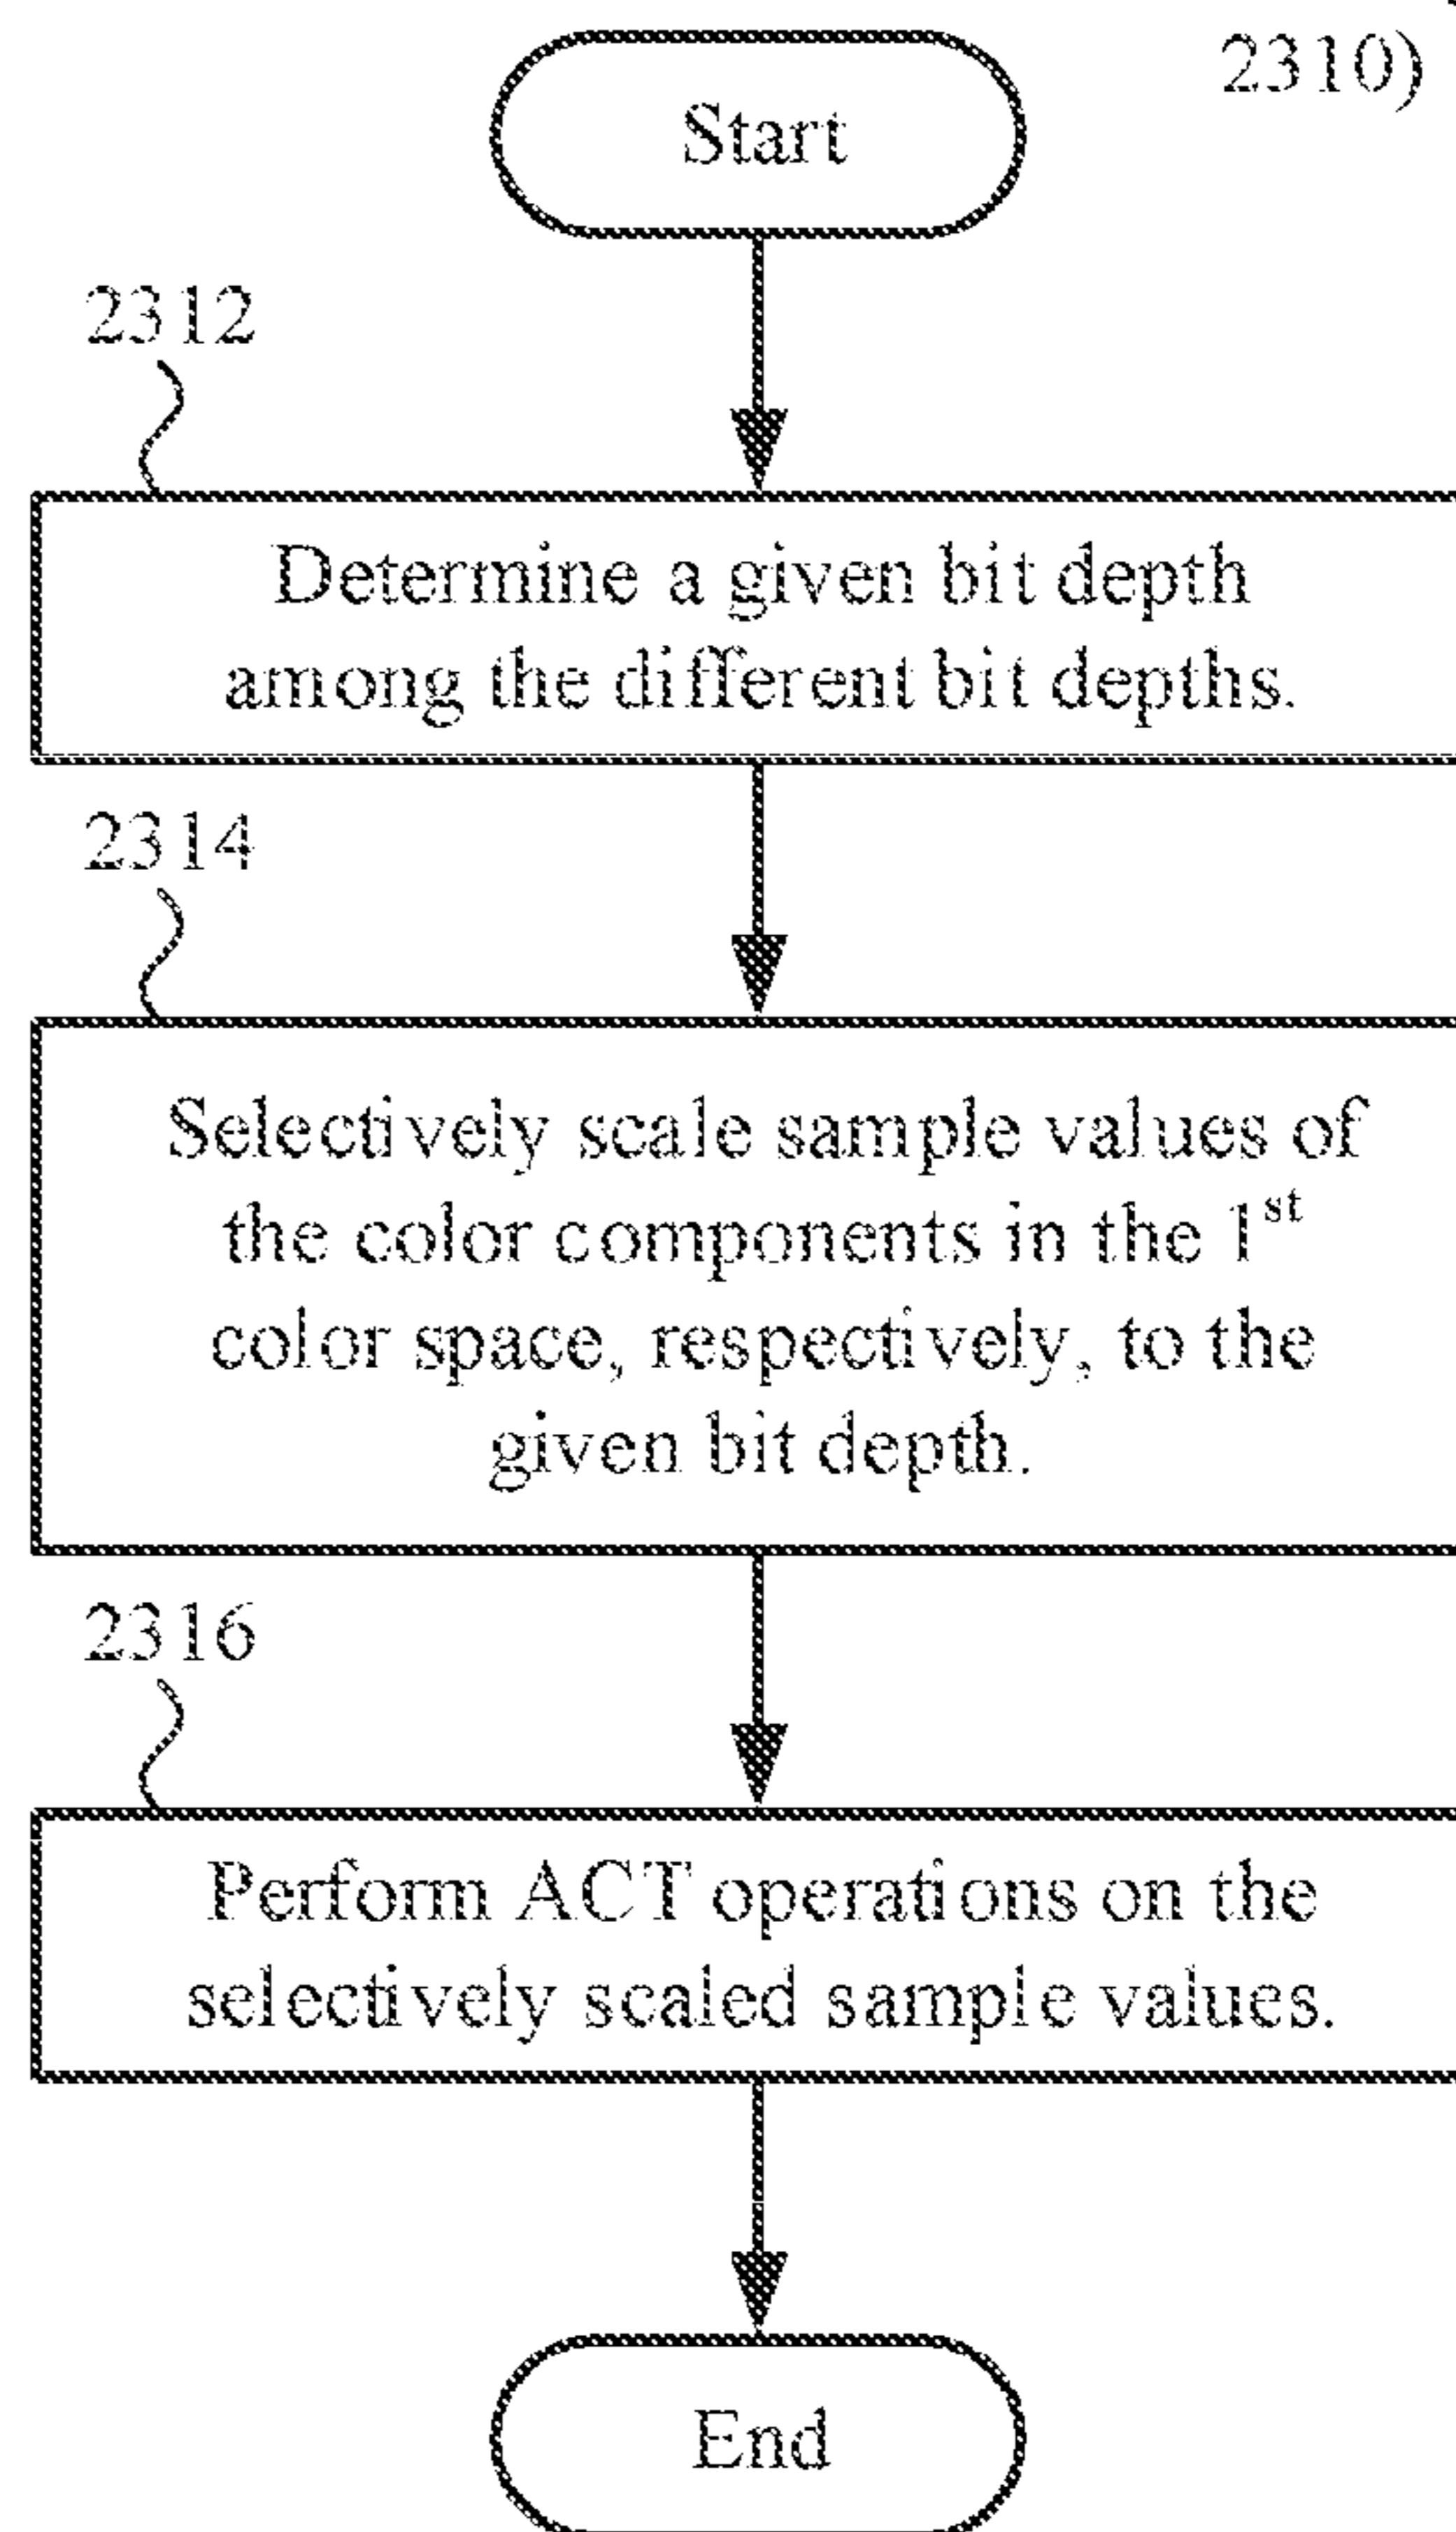 2310)
Start
2312
Determine a given bit depth
among the different bit depths.
2314
Selectively scale sample values of
the color components in the 1st
color space, respectively, to the
given bit depth.
2316
Perform ACT operations on the
selectively scaled sample values.
End